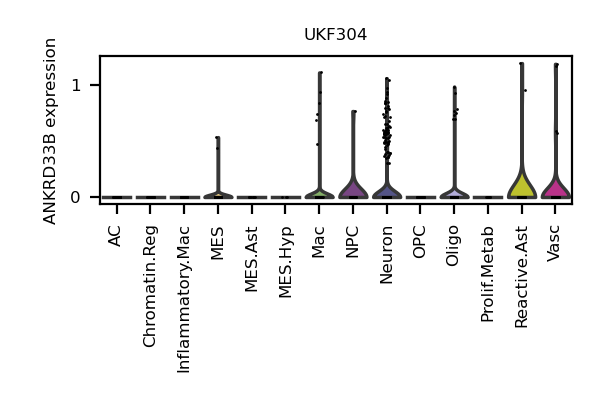 UKF304
ANKRD33B expression
1
0
AC
Chromatin.Reg
Inflammatory.Mac
MES
MES.Ast
MES.Hyp
Mac
NPC
Neuron
OPC
Oligo
Prolif.Metab
Reactive.Ast
Vasc